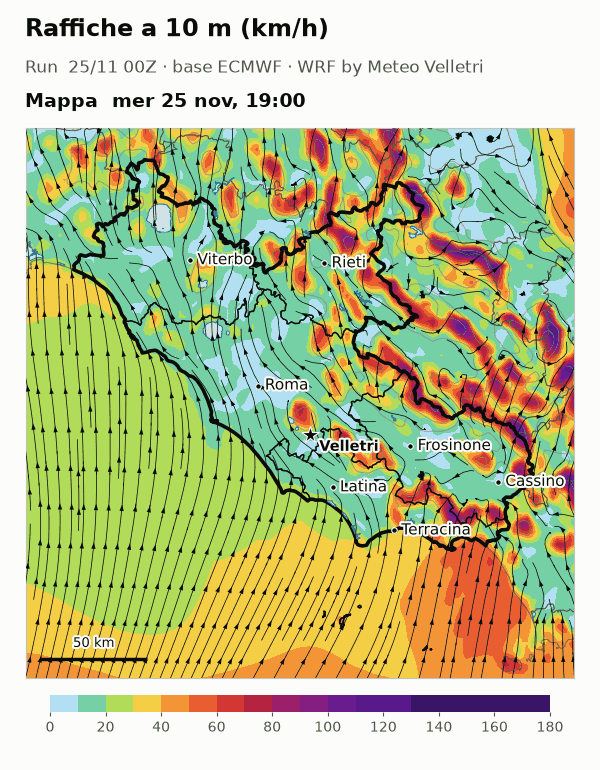 Raffiche a 10 m (km/h)
Run  25/11 00Z · base ECMWF · WRF by Meteo Velletri
Mappa  mer 25 nov, 19:00
Viterbo
Rieti
Roma
Velletri
Frosinone
Latina
Cassino
Terracina
50 km
0 20 40 60 80 100 120 140 160 180